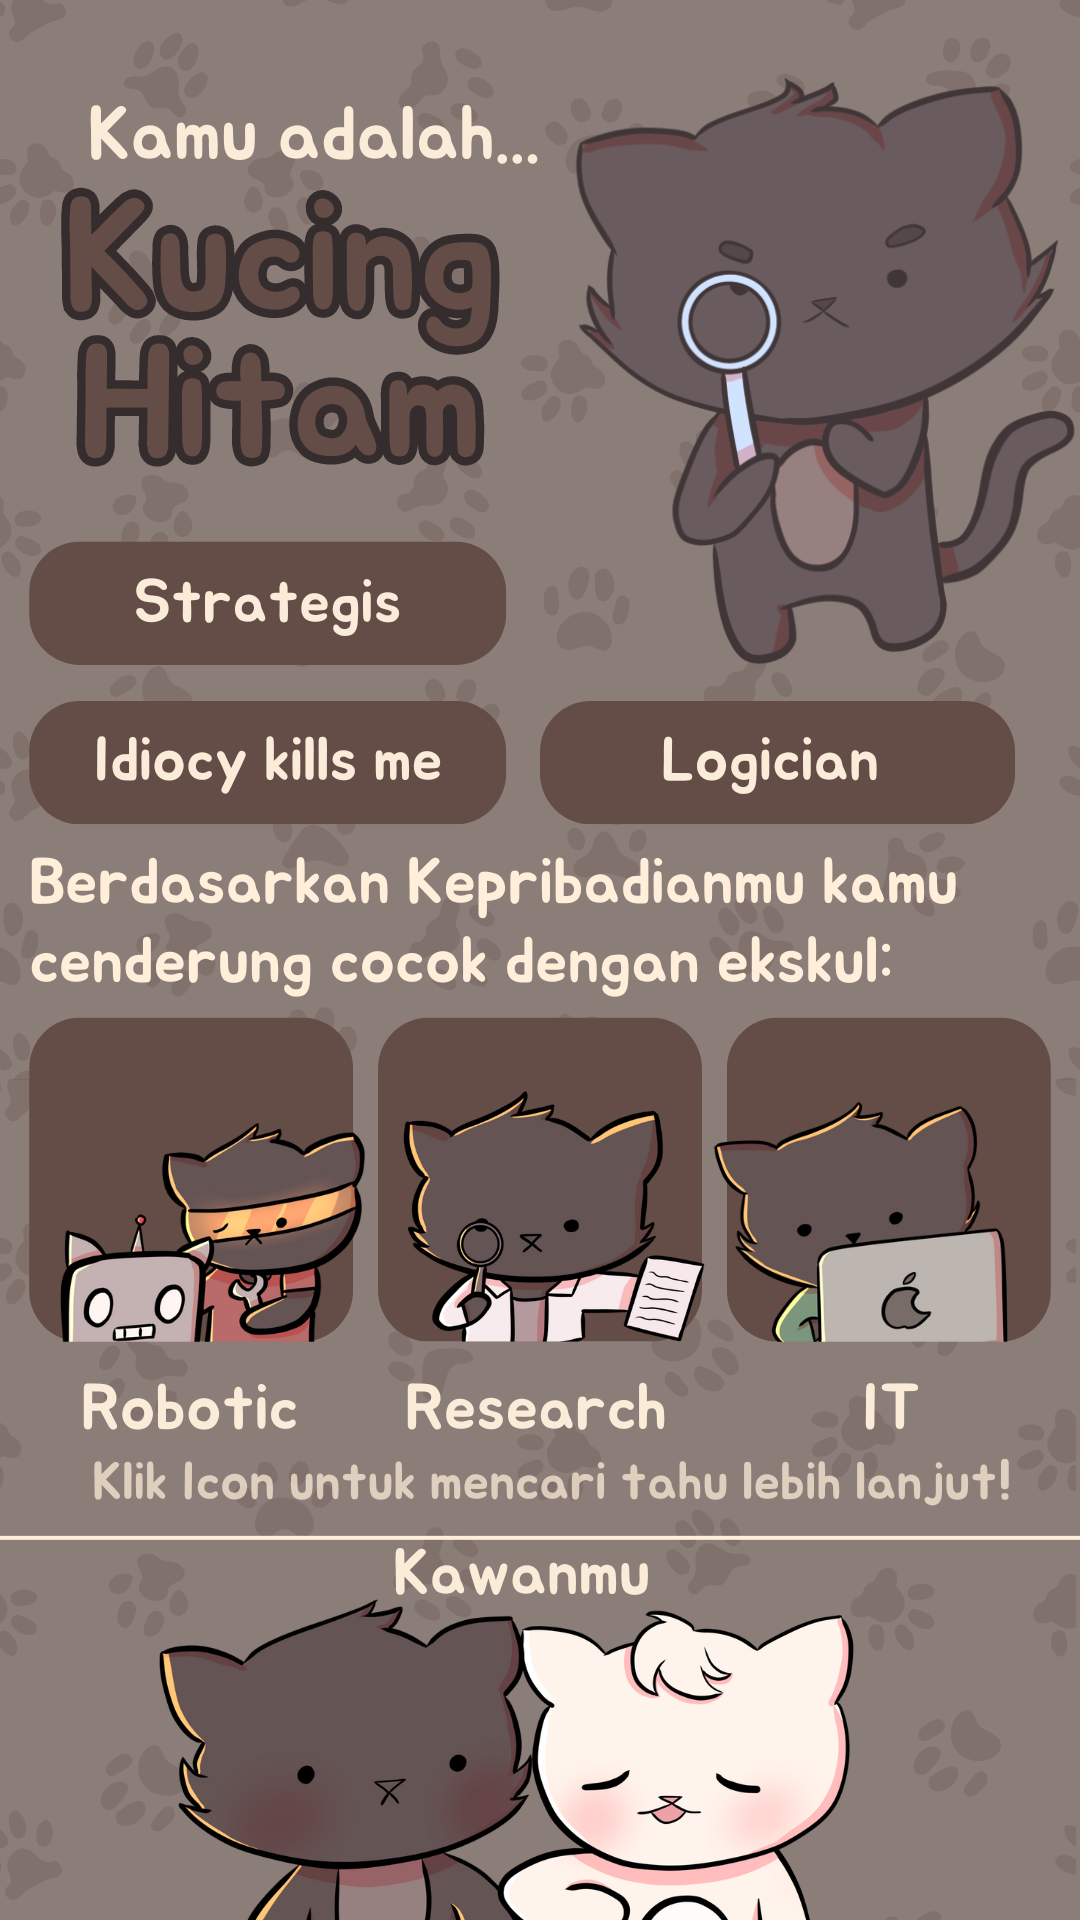 Kamu adalah...
Kucing
Hitam
Strategis
Idiocy kills me
Logician
Berdasarkan Kepribadianmu kamu
cenderung cocok dengan ekskul:
Robotic
Research
IT
Klik Icon untuk mencari tahu lebih lanjut!
Kawanmu